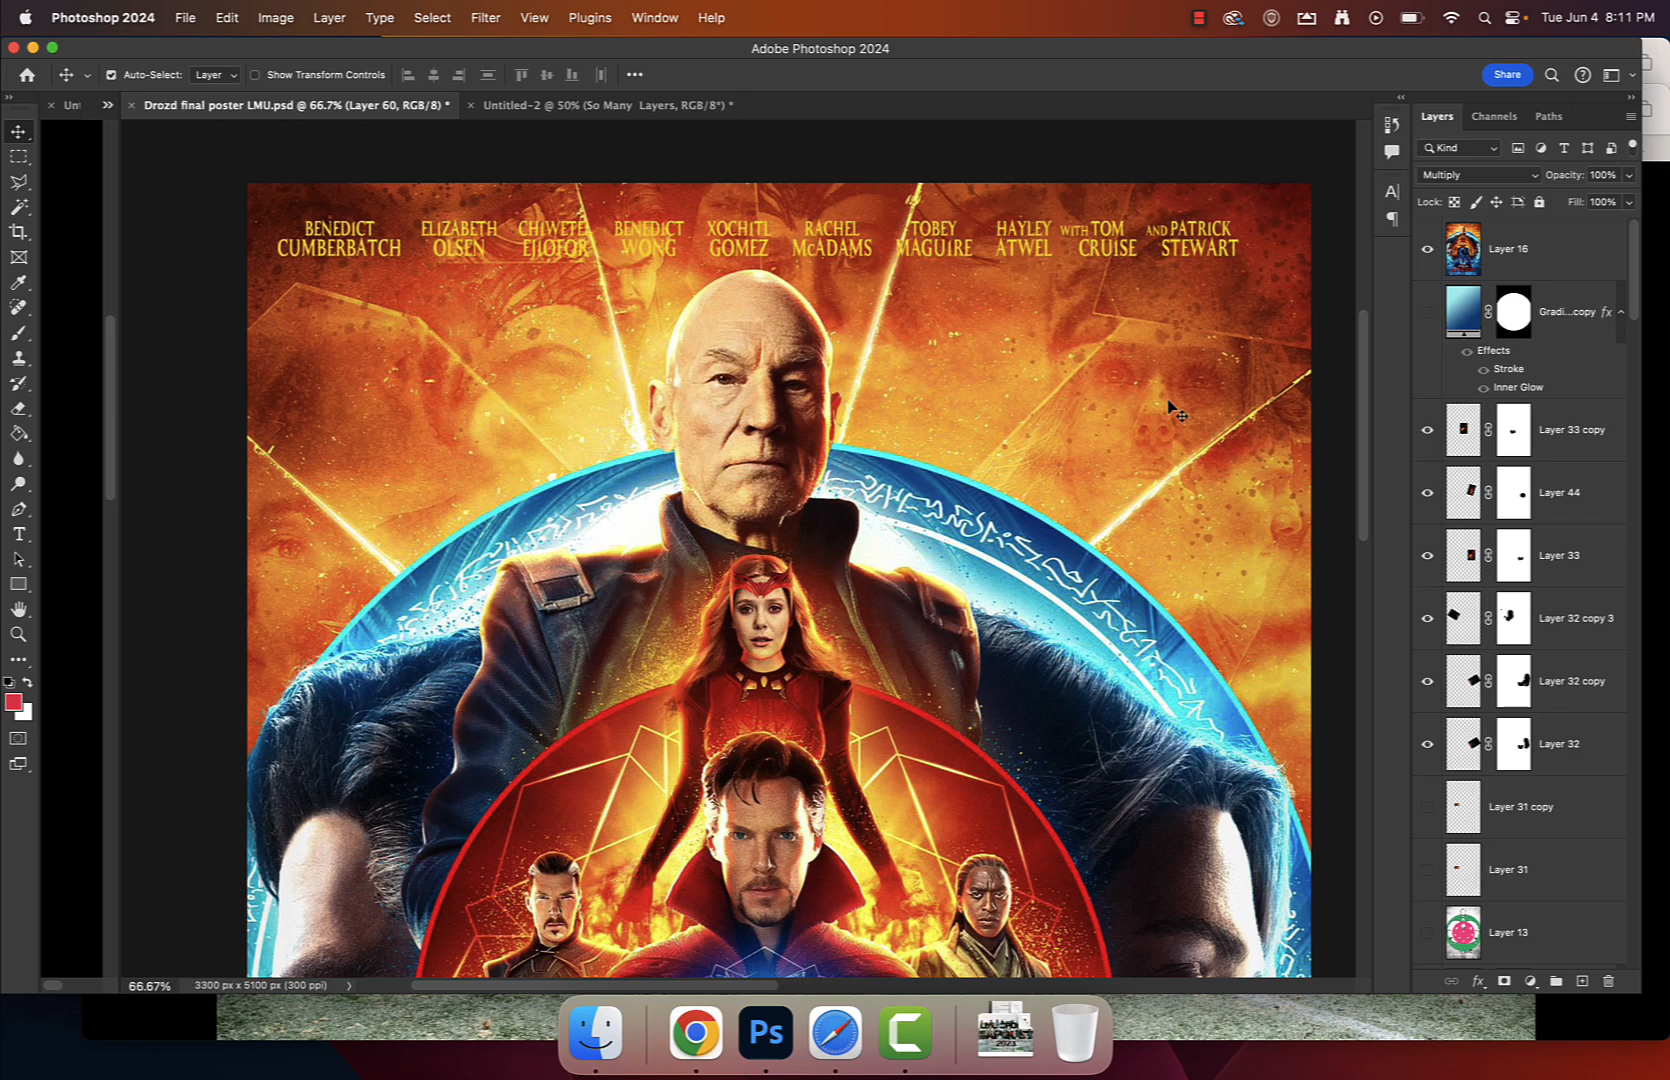 Photoshop 2024 File Edit Image Layer Type Select Filter View Plugins Window Help Tue Jun 4 8:11 PM
Adobe Photoshop 2024
Auto-Select: Layer Show Transform Controls Share
Drozd final poster LMU.psd @ 66.7% (Layer 60, RGB/8) * Untitled-2 @ 50% (So Many Layers, RGB/8*) *
Layers Channels Paths
Kind
Multiply Opacity: 100%
Lock: Fill: 100%
BENEDICT CUMBERBATCH
ELIZABETH OLSEN
CHIWETEL EJIOFOR
BENEDICT WONG
XOCHITL GOMEZ
RACHEL McADAMS
TOBEY MAGUIRE
HAYLEY ATWEL
WITH TOM CRUISE
AND PATRICK STEWART
Layer 16
Gradi...copy fx
Effects
Stroke
Inner Glow
Layer 33 copy
Layer 44
Layer 33
Layer 32 copy 3
Layer 32 copy
Layer 32
Layer 31 copy
Layer 31
Layer 13
66.67% 3300 px x 5100 px (300 ppi)
Ps
2023